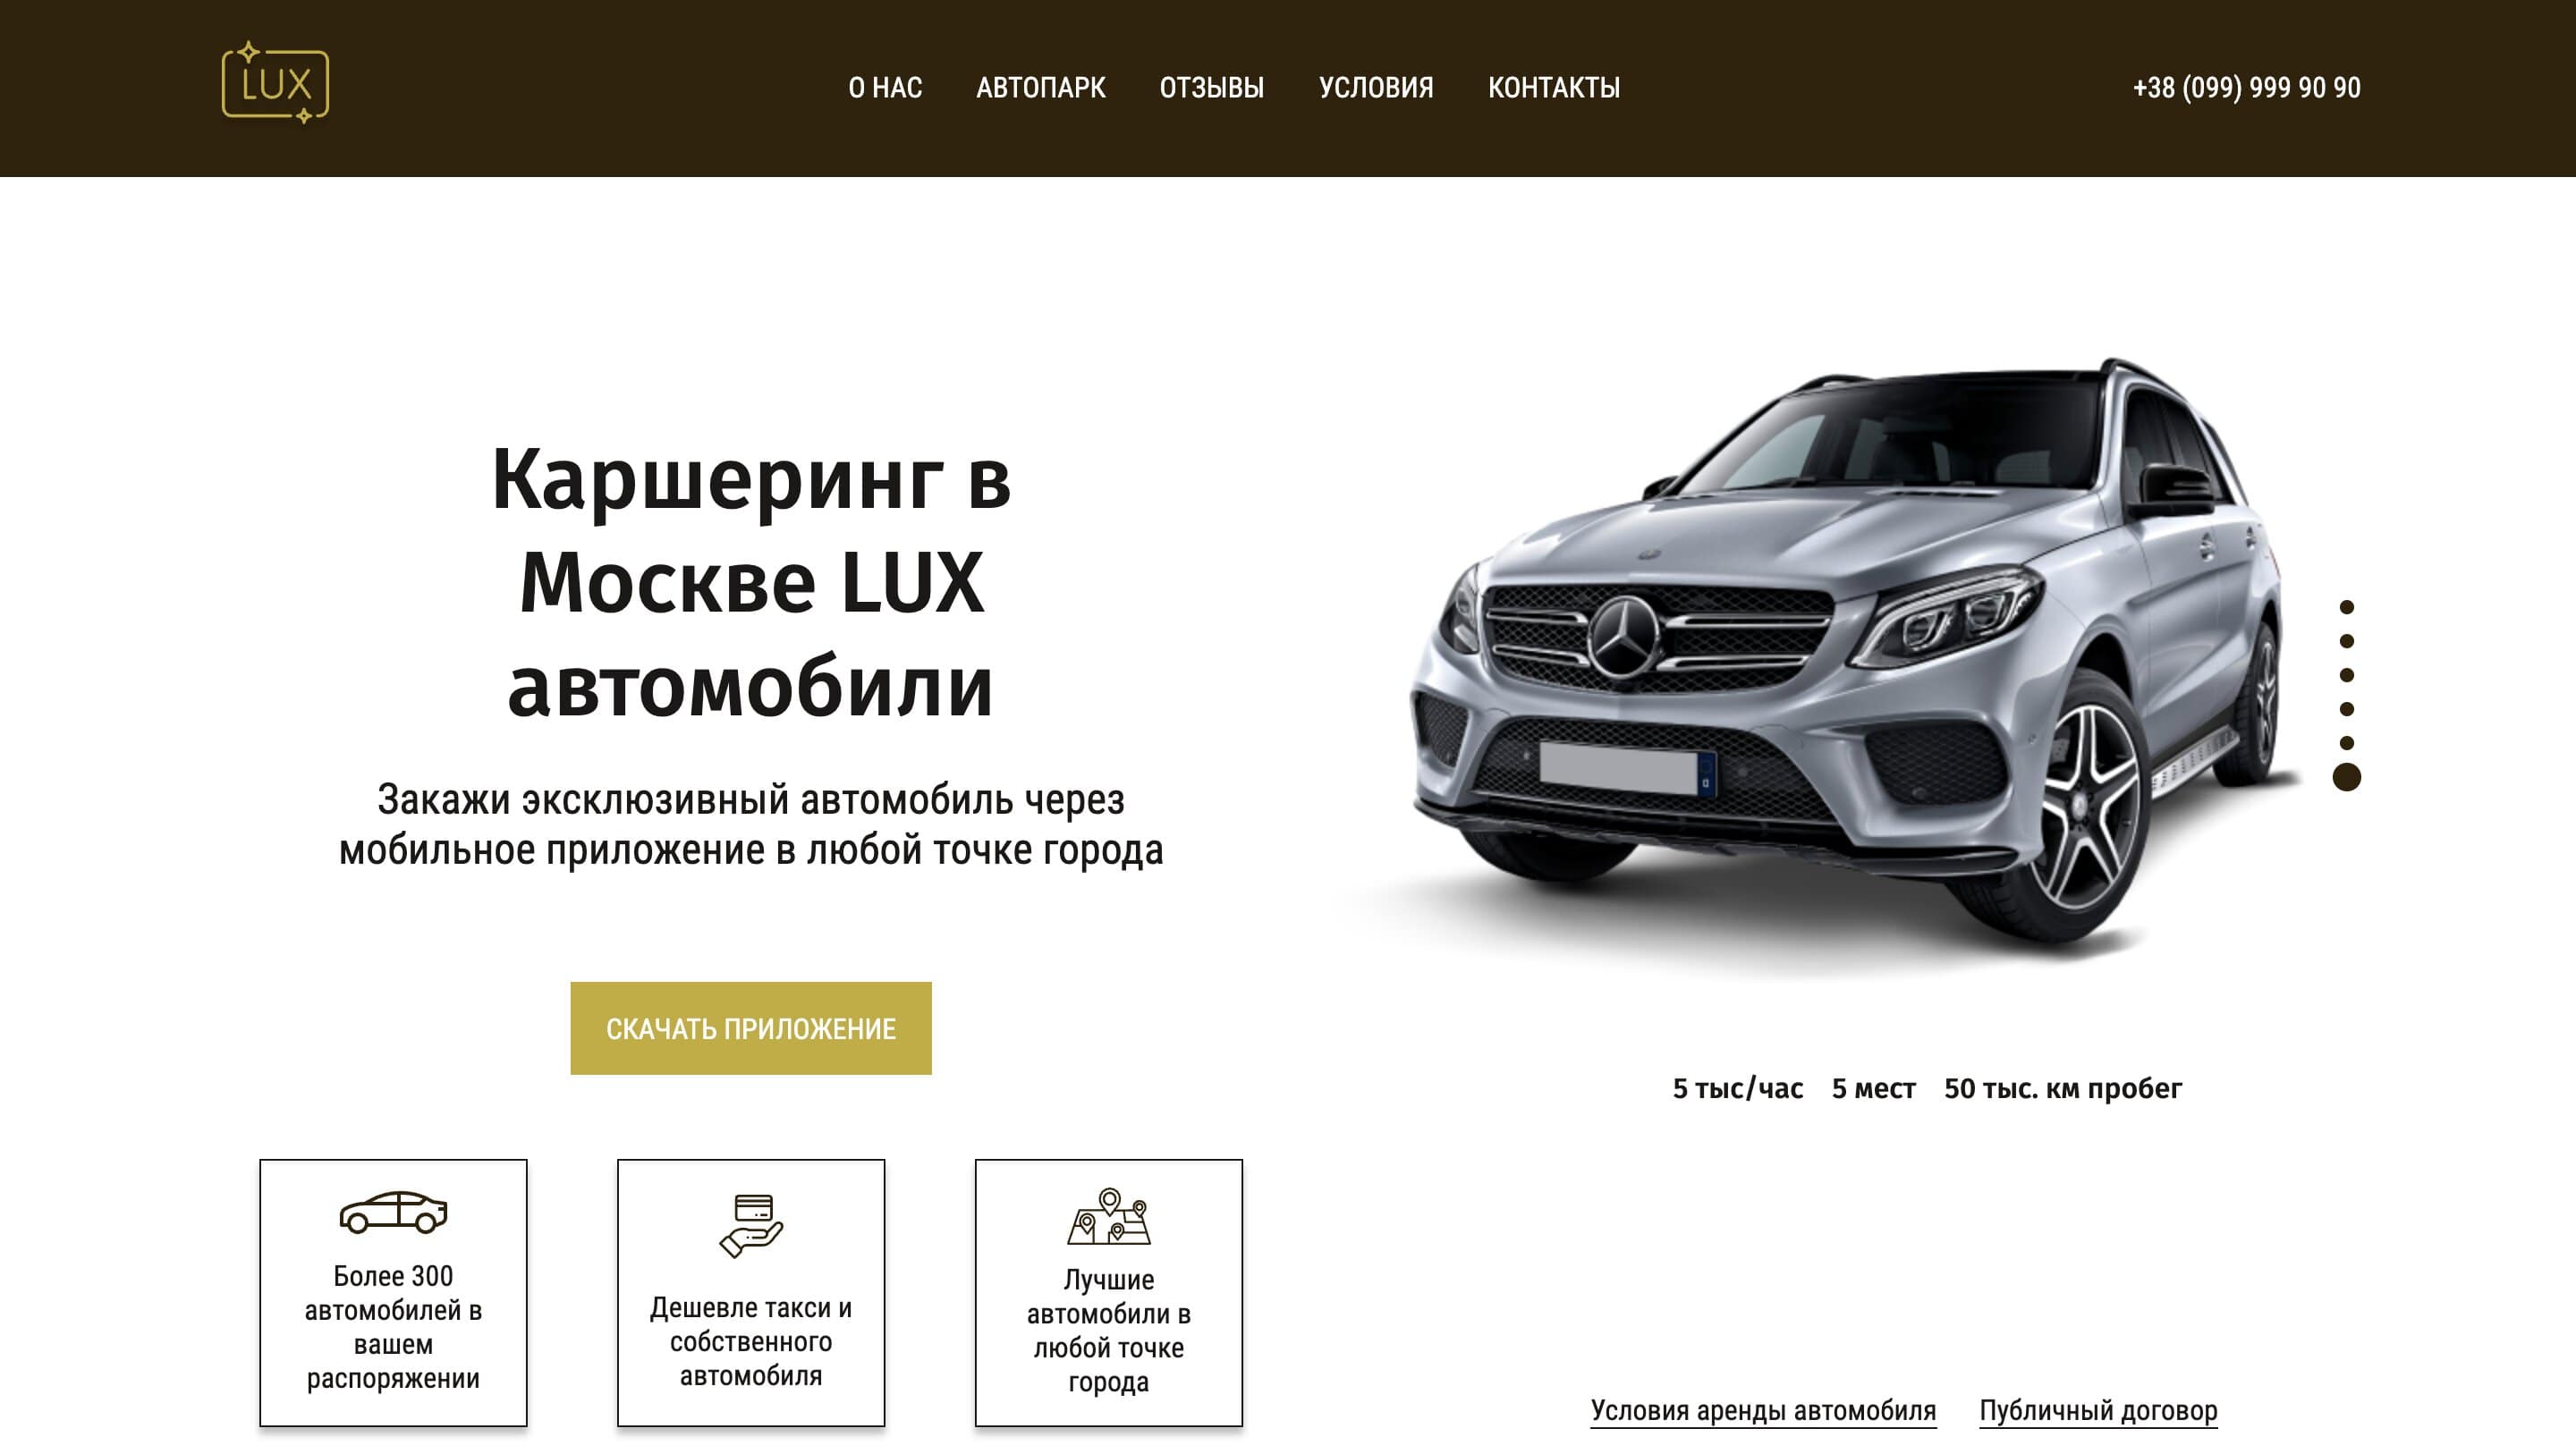 LUX
О НАС АВТОПАРК ОТЗЫВЫ УСЛОВИЯ КОНТАКТЫ
+38 (099) 999 90 90
Каршеринг в
Москве LUX
автомобили
Закажи эксклюзивный автомобиль через
мобильное приложение в любой точке города
СКАЧАТЬ ПРИЛОЖЕНИЕ
5 тыс/час 5 мест 50 тыс. км пробег
Более 300
автомобилей в
вашем
распоряжении
Дешевле такси и
собственного
автомобиля
Лучшие
автомобили в
любой точке
города
Условия аренды автомобиля Публичный договор